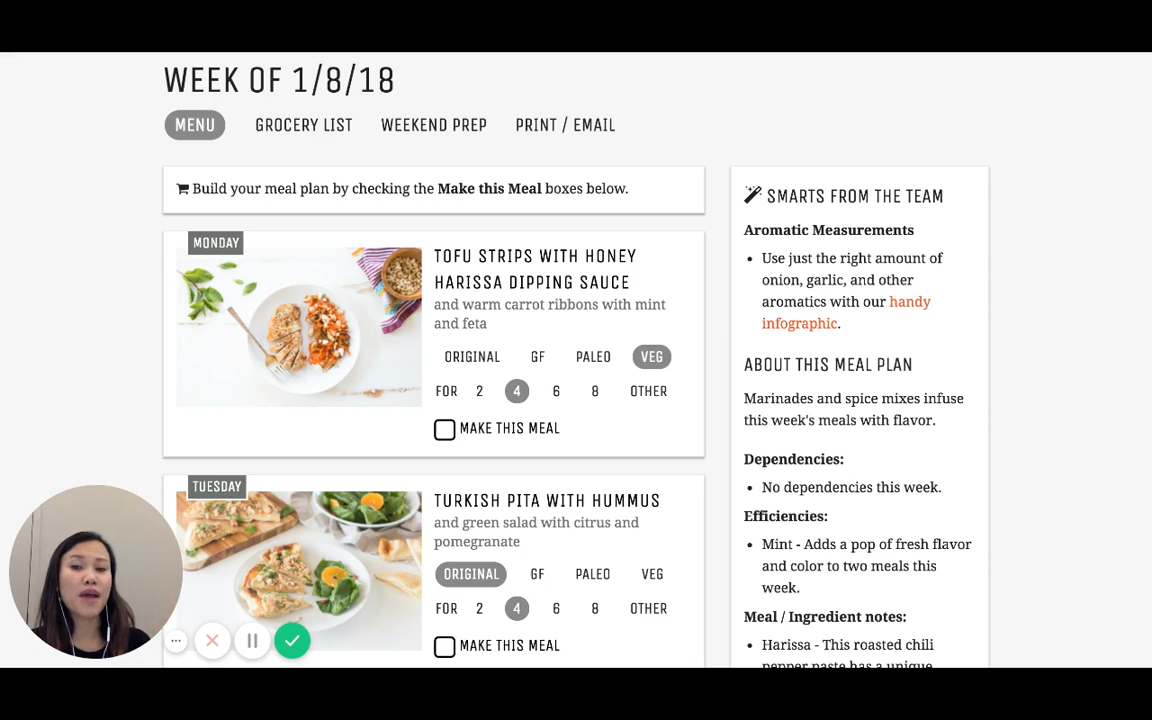 WEEK OF 1/8/18
MENU GROCERY LIST WEEKEND PREP PRINT / EMAIL
Build your meal plan by checking the Make this Meal boxes below.
MONDAY
TOFU STRIPS WITH HONEY
HARISSA DIPPING SAUCE
and warm carrot ribbons with mint
and feta
ORIGINAL GF PALEO VEG
FOR 2 4 6 8 OTHER
MAKE THIS MEAL
TUESDAY
TURKISH PITA WITH HUMMUS
and green salad with citrus and
pomegranate
ORIGINAL GF PALEO VEG
FOR 2 4 6 8 OTHER
MAKE THIS MEAL
SMARTS FROM THE TEAM
Aromatic Measurements
• Use just the right amount of
onion, garlic, and other
aromatics with our handy
infographic.
ABOUT THIS MEAL PLAN
Marinades and spice mixes infuse
this week's meals with flavor.
Dependencies:
• No dependencies this week.
Efficiencies:
• Mint - Adds a pop of fresh flavor
and color to two meals this
week.
Meal / Ingredient notes:
• Harissa - This roasted chili
pepper paste has a unique